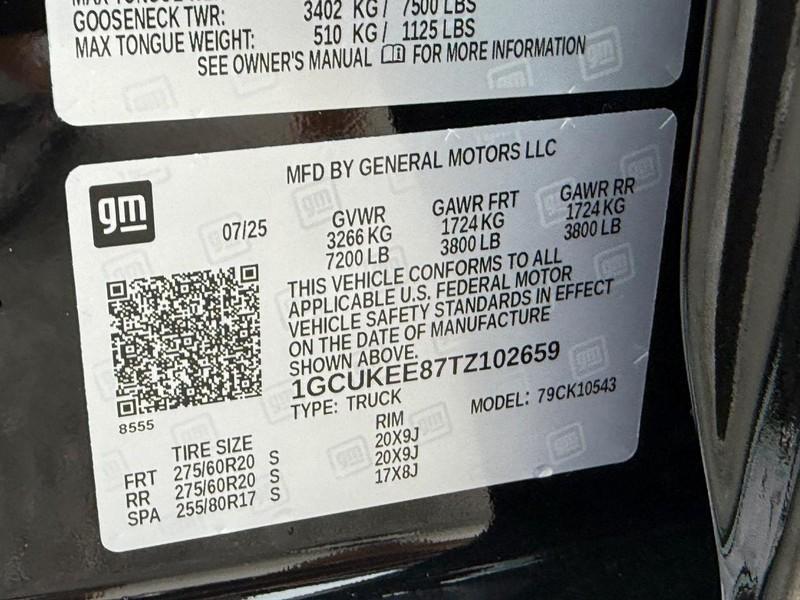 GOOSENECK TWR: 3402 KG / 7500 LBS
MAX TONGUE WEIGHT: 510 KG / 1125 LBS
SEE OWNER'S MANUAL FOR MORE INFORMATION
MFD BY GENERAL MOTORS LLC
gm
07/25
GVWR GAWR FRT GAWR RR
3266 KG 1724 KG 1724 KG
7200 LB 3800 LB 3800 LB
THIS VEHICLE CONFORMS TO ALL
APPLICABLE U.S. FEDERAL MOTOR
VEHICLE SAFETY STANDARDS IN EFFECT
ON THE DATE OF MANUFACTURE
SHOWN ABOVE.
1GCUKEE87TZ102659
TYPE: TRUCK MODEL: 79CK10543
8555
TIRE SIZE RIM
FRT 275/60R20 S 20X9J
RR 275/60R20 S 20X9J
SPA 255/80R17 S 17X8J